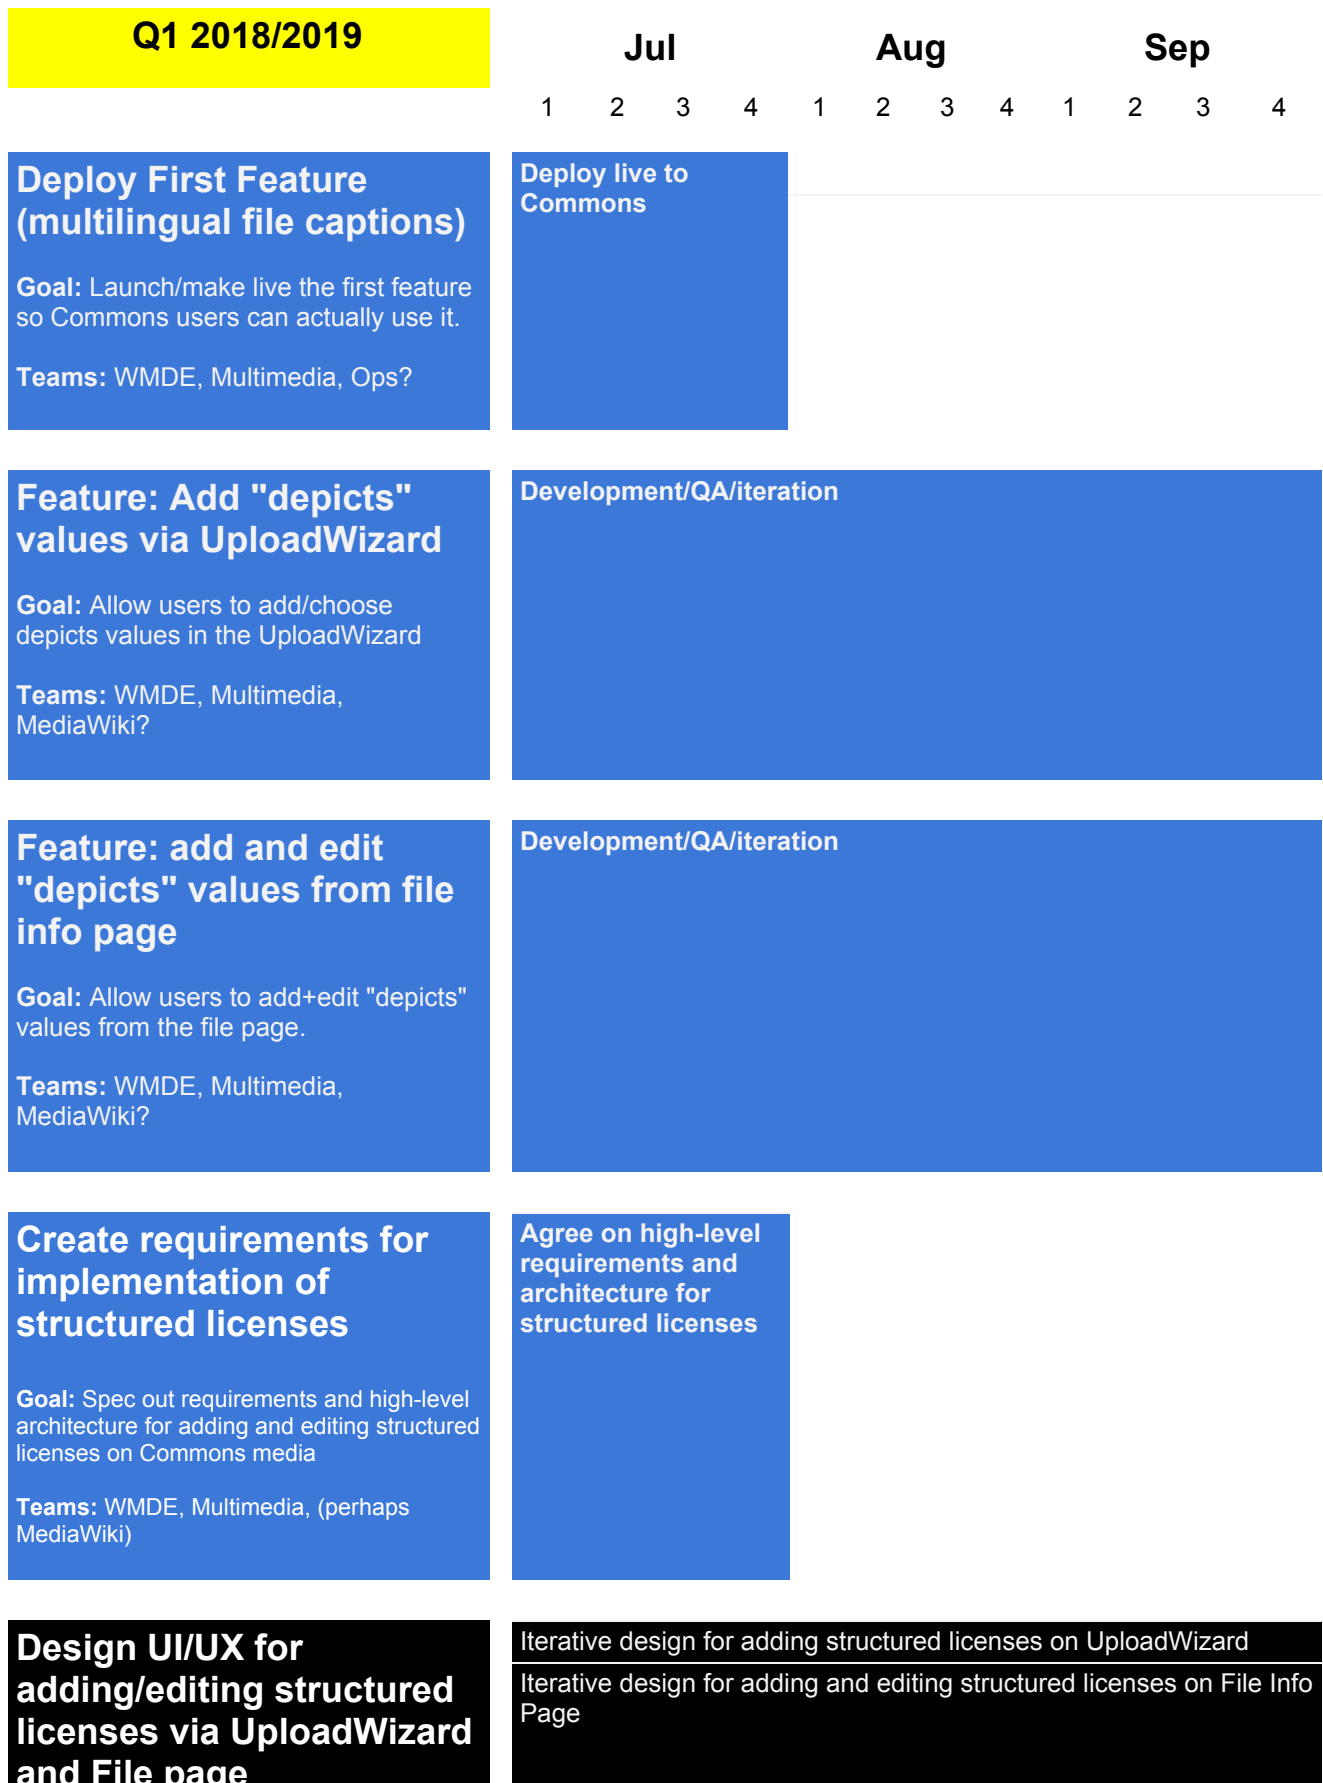 Q1 2018/2019
Jul Aug Sep
1 2 3 4 1 2 3 4 1 2 3 4
Deploy First Feature
(multilingual file captions)
Goal: Launch/make live the first feature
so Commons users can actually use it.
Teams: WMDE, Multimedia, Ops?
Deploy live to
Commons
Feature: Add "depicts"
values via UploadWizard
Goal: Allow users to add/choose
depicts values in the UploadWizard
Teams: WMDE, Multimedia,
MediaWiki?
Development/QA/iteration
Feature: add and edit
"depicts" values from file
info page
Goal: Allow users to add+edit "depicts"
values from the file page.
Teams: WMDE, Multimedia,
MediaWiki?
Development/QA/iteration
Create requirements for
implementation of
structured licenses
Goal: Spec out requirements and high-level
architecture for adding and editing structured
licenses on Commons media
Teams: WMDE, Multimedia, (perhaps
MediaWiki)
Agree on high-level
requirements and
architecture for
structured licenses
Design UI/UX for
adding/editing structured
licenses via UploadWizard
and File page
Iterative design for adding structured licenses on UploadWizard
Iterative design for adding and editing structured licenses on File Info
Page